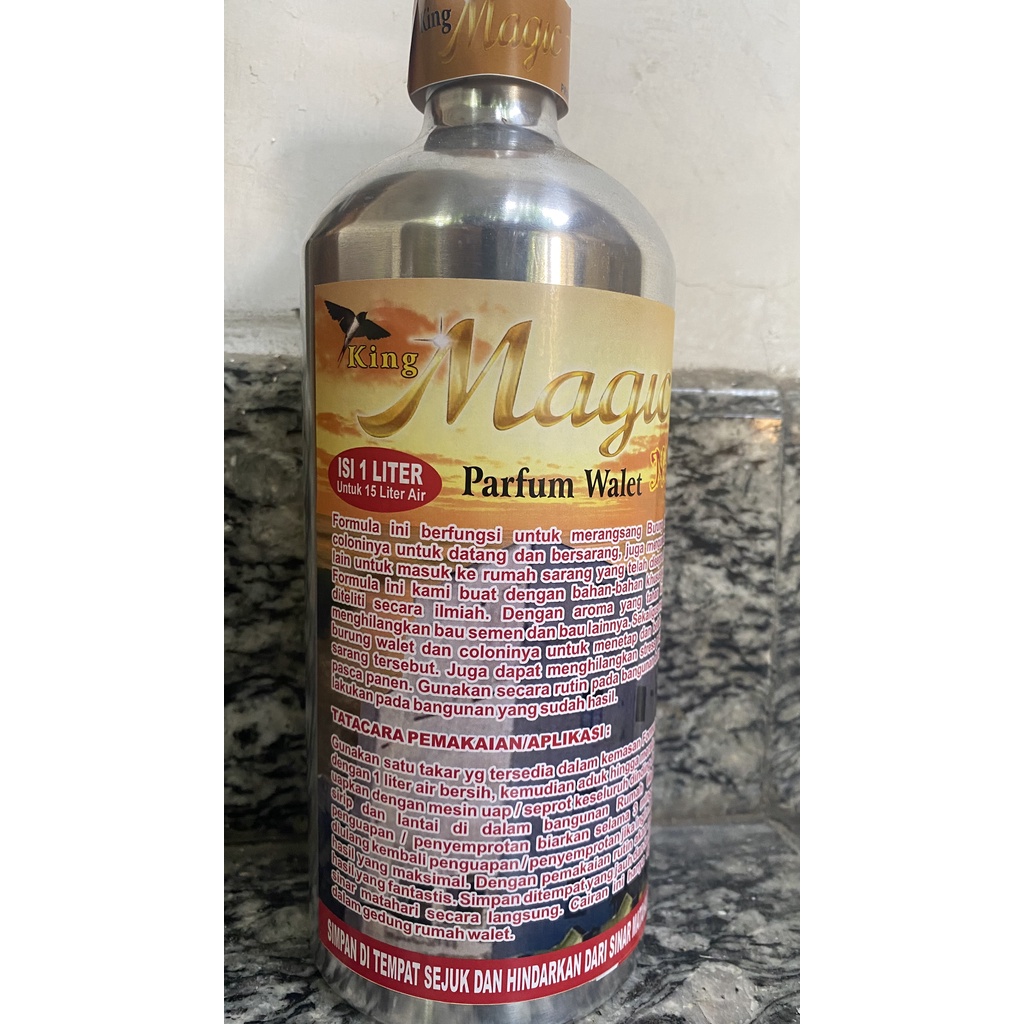 King Magic
King
Magic
ISI 1 LITER
Untuk 15 Liter Air
Parfum Walet
Formula ini berfungsi untuk merangsang
coloninya untuk datang dan bersarang, juga
lain untuk masuk ke rumah sarang yang telah
Formula ini kami buat dengan bahan-bahan
diteliti secara ilmiah. Dengan aroma yang
menghilangkan bau semen dan bau lainnya.
burung walet dan coloninya untuk menetap dan
sarang tersebut. Juga dapat menghilangkan stress
pasca panen. Gunakan secara rutin pada bangunan
lakukan pada bangunan yang sudah hasil.
TATACARA PEMAKAIAN/APLIKASI :
Gunakan satu takar yg tersedia dalam kemasan
dengan 1 liter air bersih, kemudian aduk hingga
uapkan dengan mesin uap / seprot keseluruh
sirip dan lantai di dalam bangunan Rumah
penguapan / penyemprotan biarkan selama 3
diulang kembali penguapan / penyemprotan jika
hasil yang maksimal. Dengan pemakaian rutin
hasil yang fantastis. Simpan ditempat yang jauh
sinar matahari secara langsung. Cairan ini
dalam gedung rumah walet.
SIMPAN DI TEMPAT SEJUK DAN HINDARKAN DARI SINAR